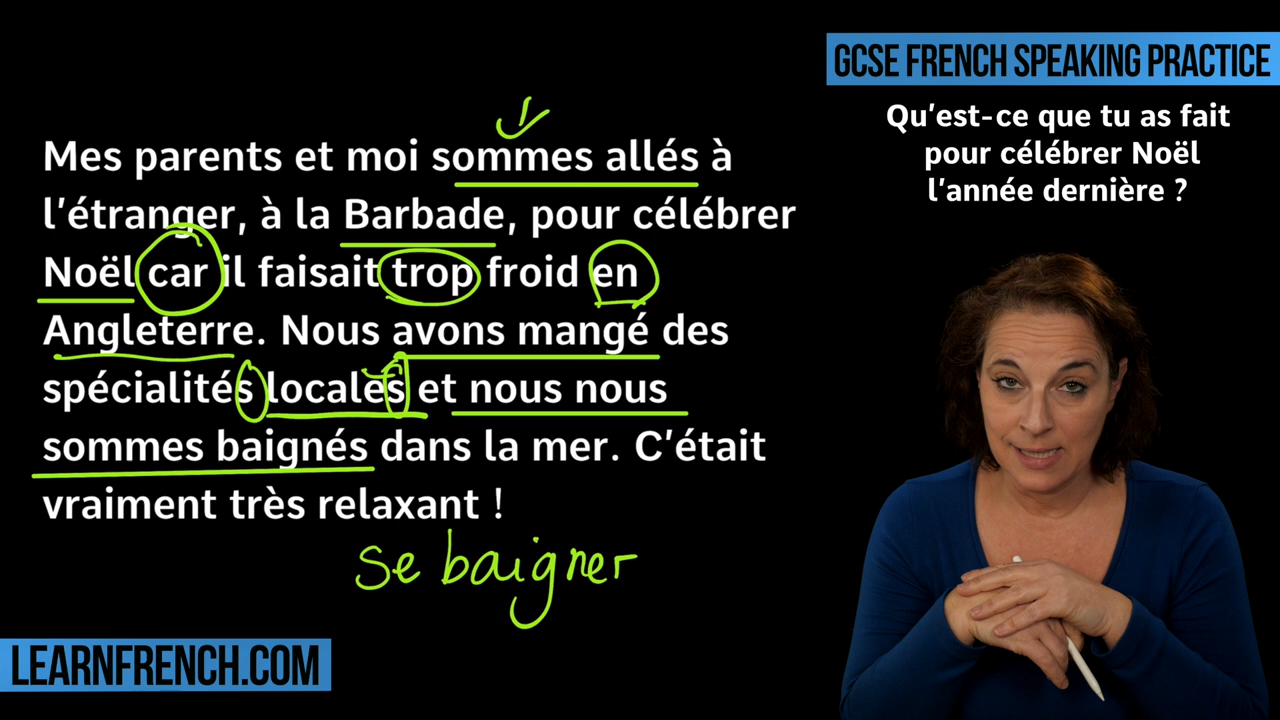 GCSE FRENCH SPEAKING PRACTICE
Qu'est-ce que tu as fait
pour célébrer Noël
l'année dernière ?
Mes parents et moi sommes allés à
l'étranger, à la Barbade, pour célébrer
Noël car il faisait trop froid en
Angleterre. Nous avons mangé des
spécialités locales et nous nous
sommes baignés dans la mer. C'était
vraiment très relaxant !
se baigner
LEARNFRENCH.COM